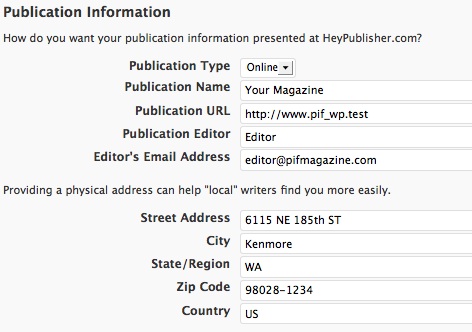 Publication Information
How do you want your publication information presented at HeyPublisher.com?
Publication Type Online
Publication Name Your Magazine
Publication URL http://www.pif_wp.test
Publication Editor Editor
Editor's Email Address editor@pifmagazine.com
Providing a physical address can help "local" writers find you more easily.
Street Address 6115 NE 185th ST
City Kenmore
State/Region WA
Zip Code 98028-1234
Country US